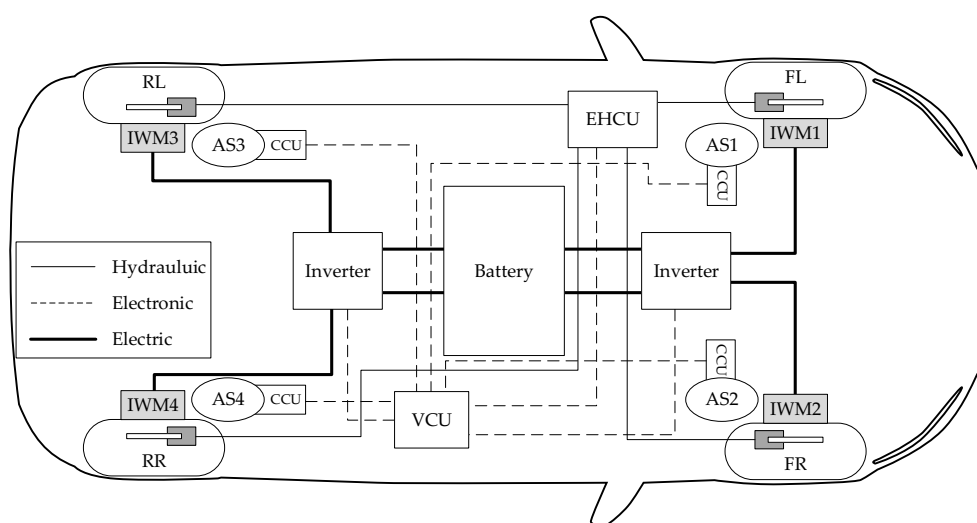 RL
FL
EHCU
IWM3
AS3
CCU
AS1
IWM1
CCU
Inverter
Battery
Inverter
Hydrauluic
Electronic
Electric
CCU
IWM4
AS4
CCU
VCU
AS2
IWM2
RR
FR